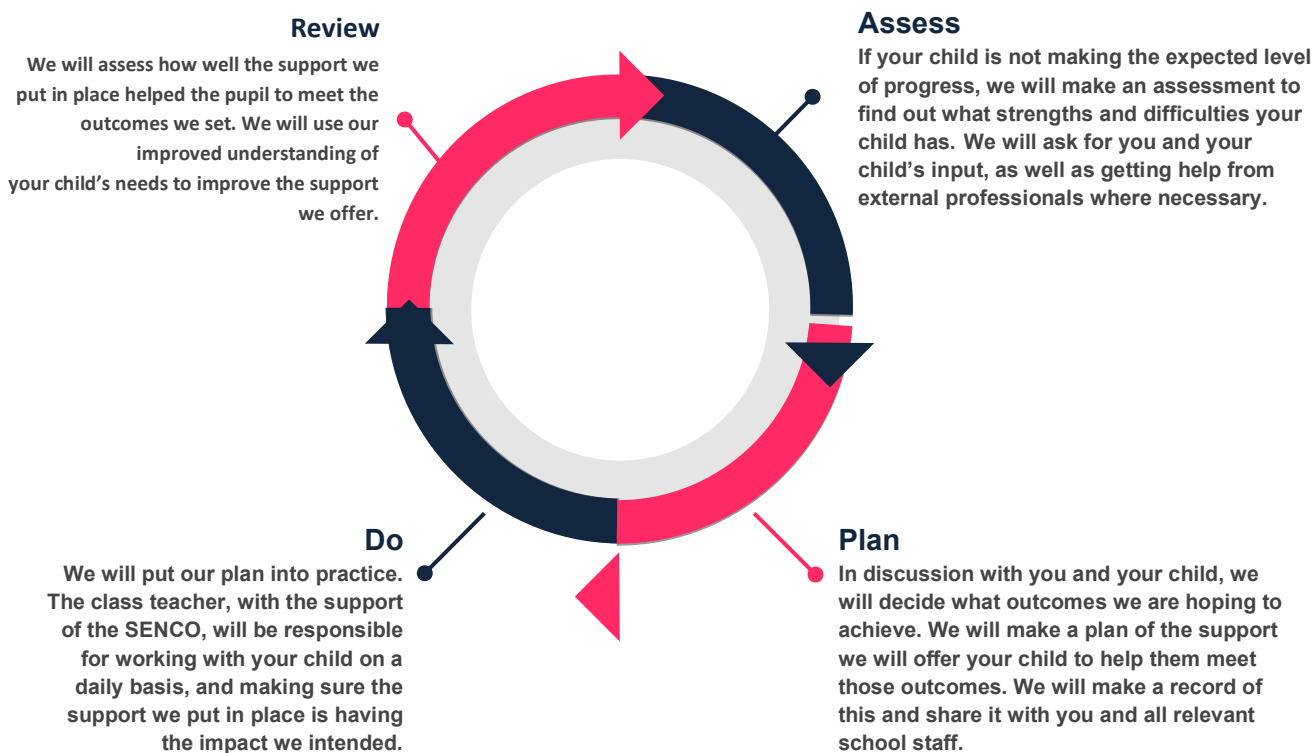 Review
We will assess how well the support we
put in place helped the pupil to meet the
outcomes we set. We will use our
improved understanding of
your child’s needs to improve the support
we offer.
Assess
If your child is not making the expected level
of progress, we will make an assessment to
find out what strengths and difficulties your
child has. We will ask for you and your
child’s input, as well as getting help from
external professionals where necessary.
Do
We will put our plan into practice.
The class teacher, with the support
of the SENCO, will be responsible
for working with your child on a
daily basis, and making sure the
support we put in place is having
the impact we intended.
Plan
In discussion with you and your child, we
will decide what outcomes we are hoping to
achieve. We will make a plan of the support
we will offer your child to help them meet
those outcomes. We will make a record of
this and share it with you and all relevant
school staff.